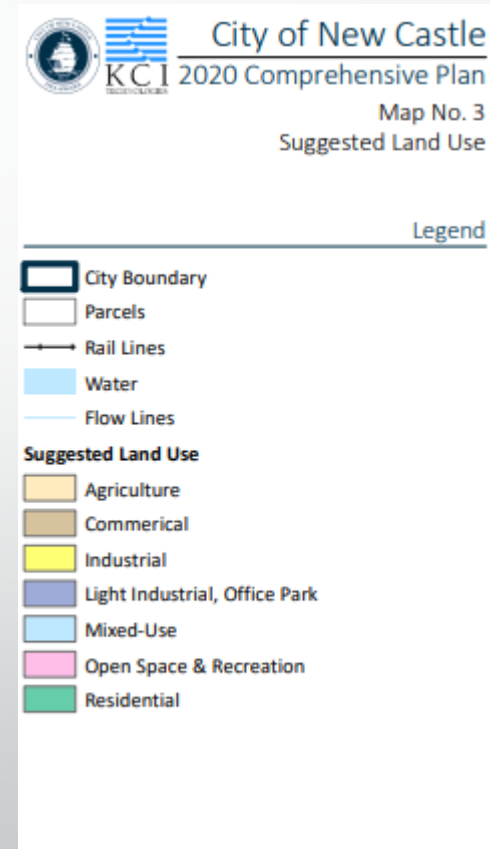 City of New Castle
KCI
TECHNOLOGIES
2020 Comprehensive Plan
Map No. 3
Suggested Land Use
Legend
City Boundary
Parcels
Rail Lines
Water
Flow Lines
Suggested Land Use
Agriculture
Commerical
Industrial
Light Industrial, Office Park
Mixed-Use
Open Space & Recreation
Residential